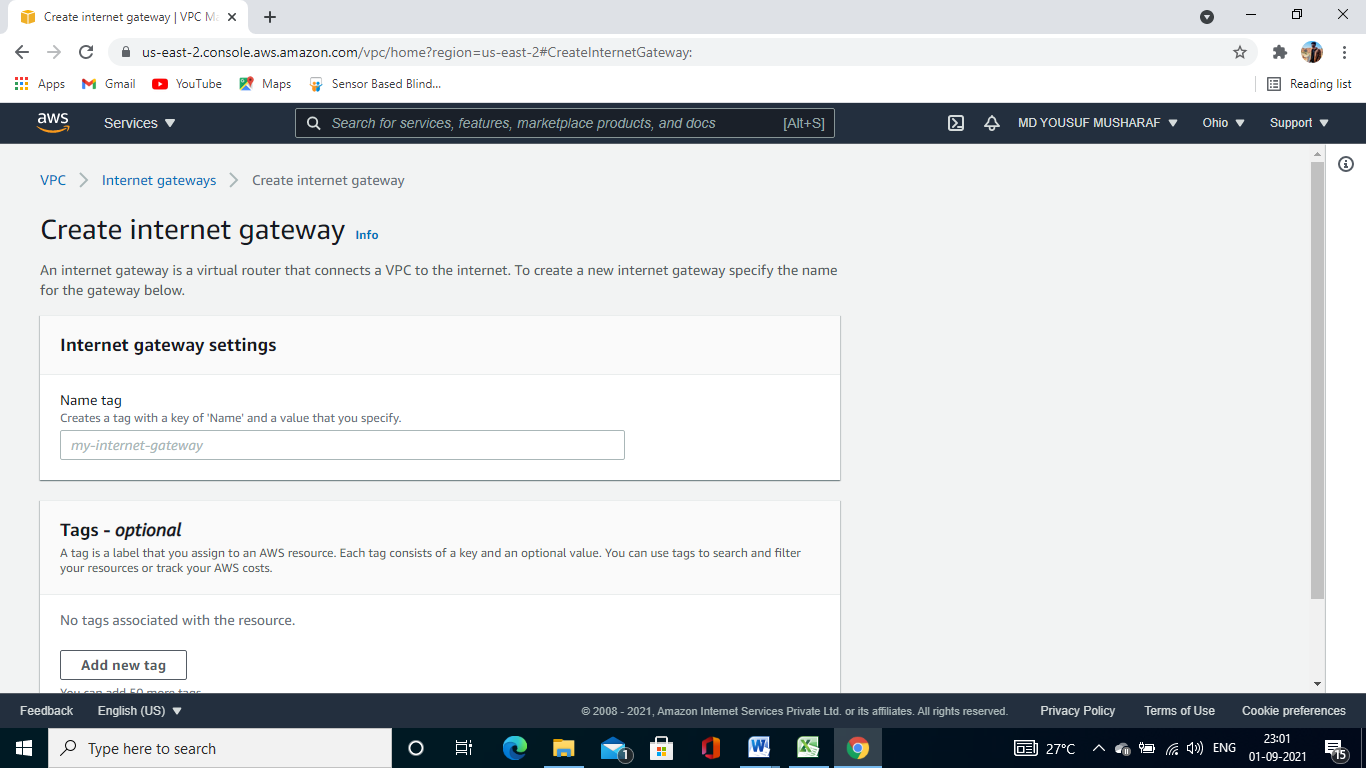 Create internet gateway | VPC Ma
us-east-2.console.aws.amazon.com/vpc/home?region=us-east-2#CreateInternetGateway:
Apps Gmail YouTube Maps Sensor Based Blind... Reading list
aws Services Search for services, features, marketplace products, and docs [Alt+S] MD YOUSUF MUSHARAF Ohio Support
VPC Internet gateways Create internet gateway
Create internet gateway Info
An internet gateway is a virtual router that connects a VPC to the internet. To create a new internet gateway specify the name
for the gateway below.
Internet gateway settings
Name tag
Creates a tag with a key of 'Name' and a value that you specify.
my-internet-gateway
Tags - optional
A tag is a label that you assign to an AWS resource. Each tag consists of a key and an optional value. You can use tags to search and filter
your resources or track your AWS costs.
No tags associated with the resource.
Add new tag
You can add 50 more tags
Feedback English (US) © 2008 - 2021, Amazon Internet Services Private Ltd. or its affiliates. All rights reserved. Privacy Policy Terms of Use Cookie preferences
Type here to search 1 27°C ENG 23:01
01-09-2021 15